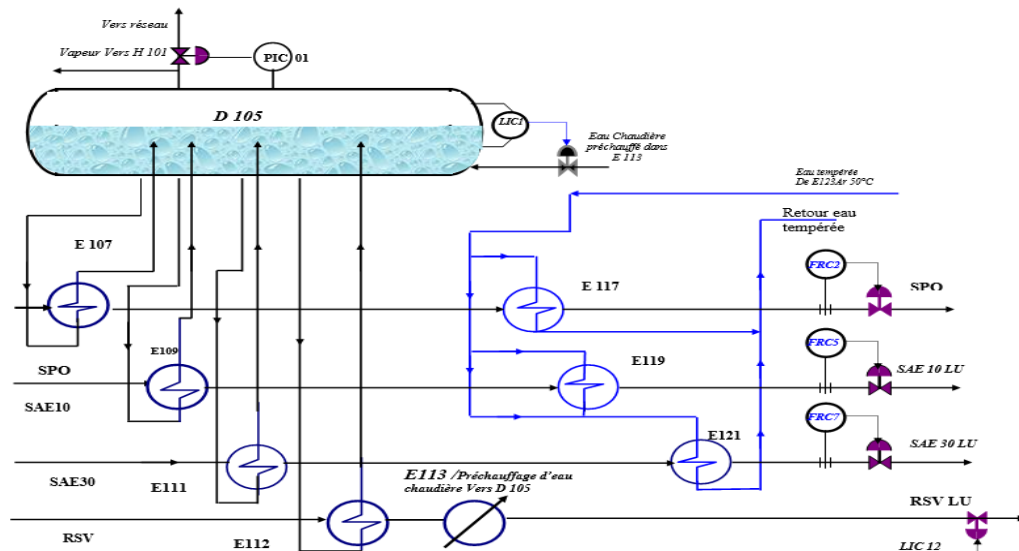 Vers réseau
Vapeur Vers H 101
PIC 01
D 105
LIC1
Eau Chaudière
préchauffé dans
E 113
Eau tempérée
De E123Ar 50°C
Retour eau
tempérée
E 107
E 117
FRC2
SPO
E109
E119
FRC5
SPO
SAE 10 LU
SAE10
E121
FRC7
SAE 30 LU
SAE30
E111
E113 /Préchauffage d'eau
chaudière Vers D 105
RSV LU
RSV
E112
LIC 12